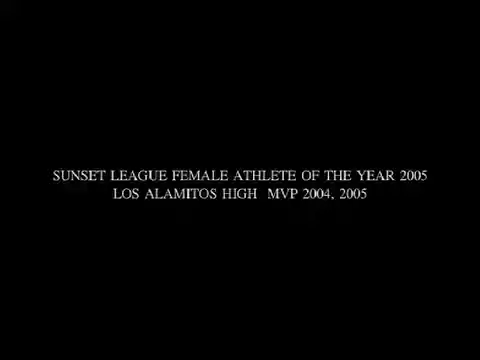 SUNSET LEAGUE FEMALE ATHLETE OF THE YEAR 2005
LOS ALAMITOS HIGH  MVP 2004, 2005